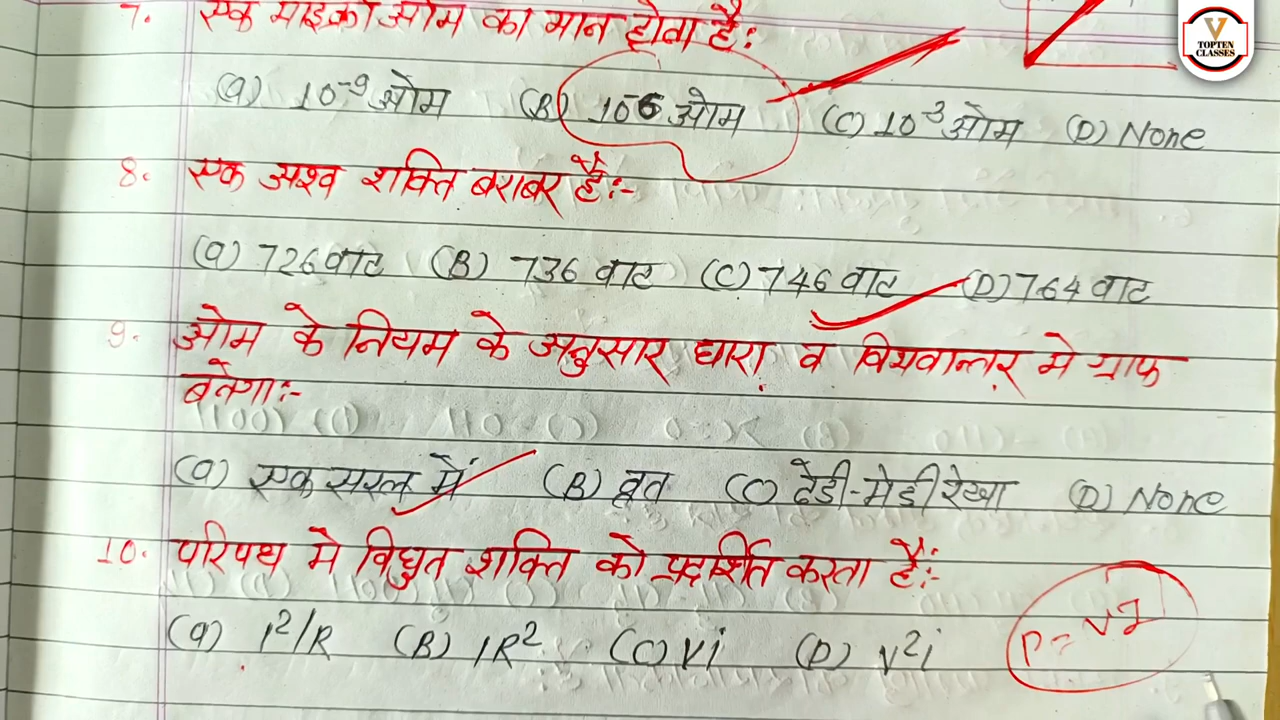 7. एक माइक्रो ओम का मान होता है:
(a) 10⁻⁹ ओम (B) 10⁻6 ओम (C) 10⁻³ ओम (D) None
8. एक अश्व शक्ति बराबर है:-
(a) 726 वाट (B) 736 वाट (C) 746 वाट (D) 764 वाट
9. ओम के नियम के अनुसार धारा व विभवान्तर मे ग्राफ
बनेगा:-
(a) एक सरल में (B) वृत (C) टेडी-मेडी रेखा (D) None
10. परिपथ मे विधुत शक्ति को प्रदर्शित करता है:-
(a) I²/R (B) IR² (C) Vi (D) V²i
P = VI
V
TOPTEN
CLASSES